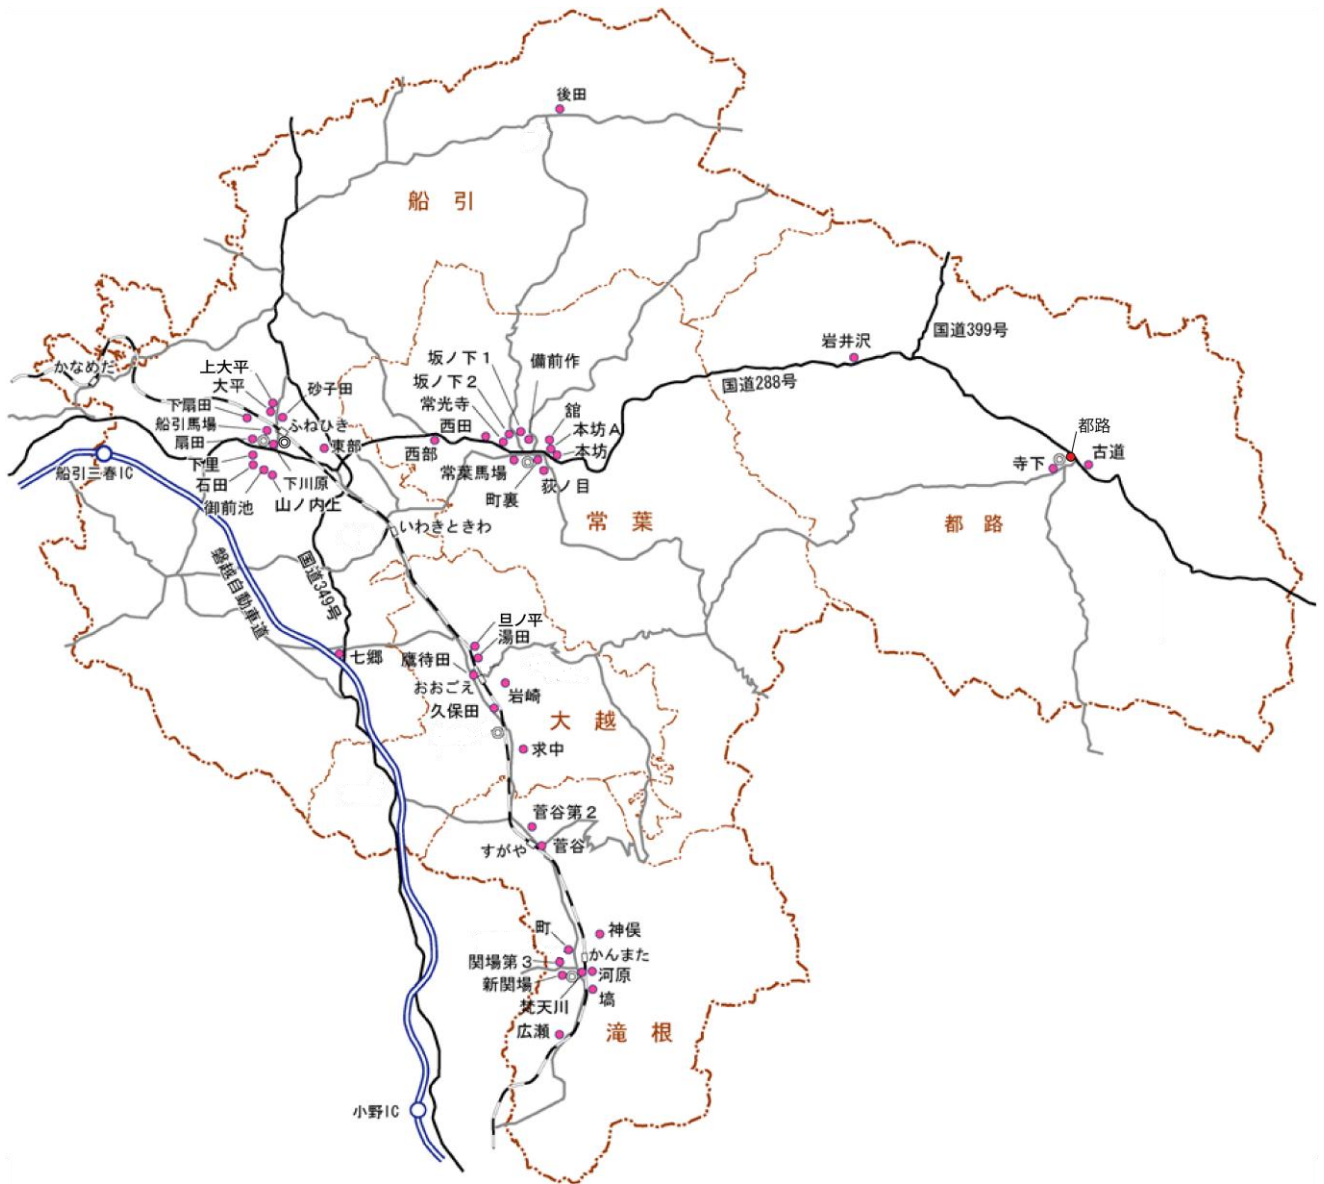 後田
船 引
国道399号
岩井沢
坂ノ下1
備前作
かなめだ
上大平
坂ノ下2
国道288号
大平
砂子田
常光寺
舘
下扇田
西田
本坊A
都路
船引馬場
ふねひき
扇田
東部
西部
本坊
古道
下里
常葉馬場
寺下
船引三春IC
石田
下川原
荻ノ目
御前池
山ノ内上
町裏
いわきときわ
常 葉
都 路
国道349号
磐越自動車道
旦ノ平
湯田
七郷
鷹待田
おおごえ
岩崎
久保田
大 越
求中
菅谷第2
すがや
菅谷
町
神俣
かんまた
関場第3
河原
新関場
塙
梵天川
広瀬
滝 根
小野IC